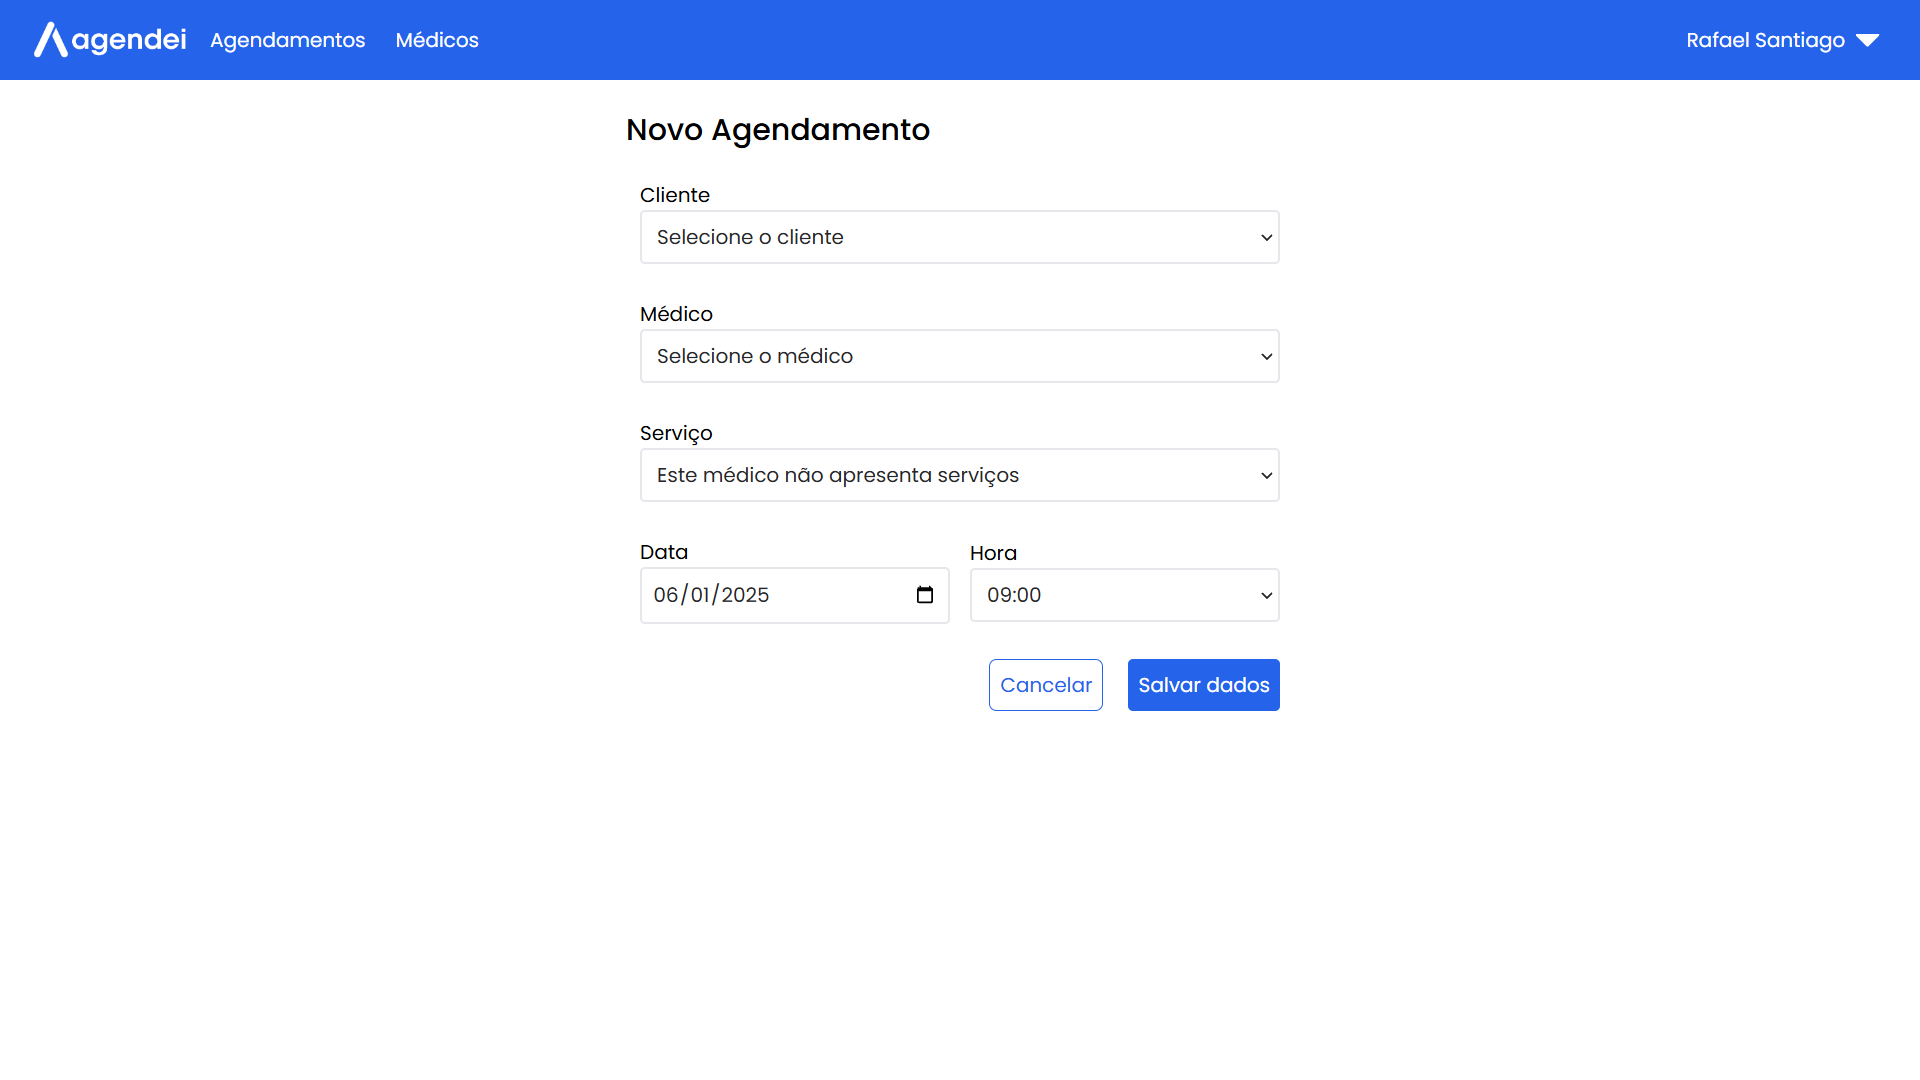 agendei Agendamentos Médicos Rafael Santiago
Novo Agendamento
Cliente
Selecione o cliente
Médico
Selecione o médico
Serviço
Este médico não apresenta serviços
Data Hora
06/01/2025 09:00
Cancelar Salvar dados